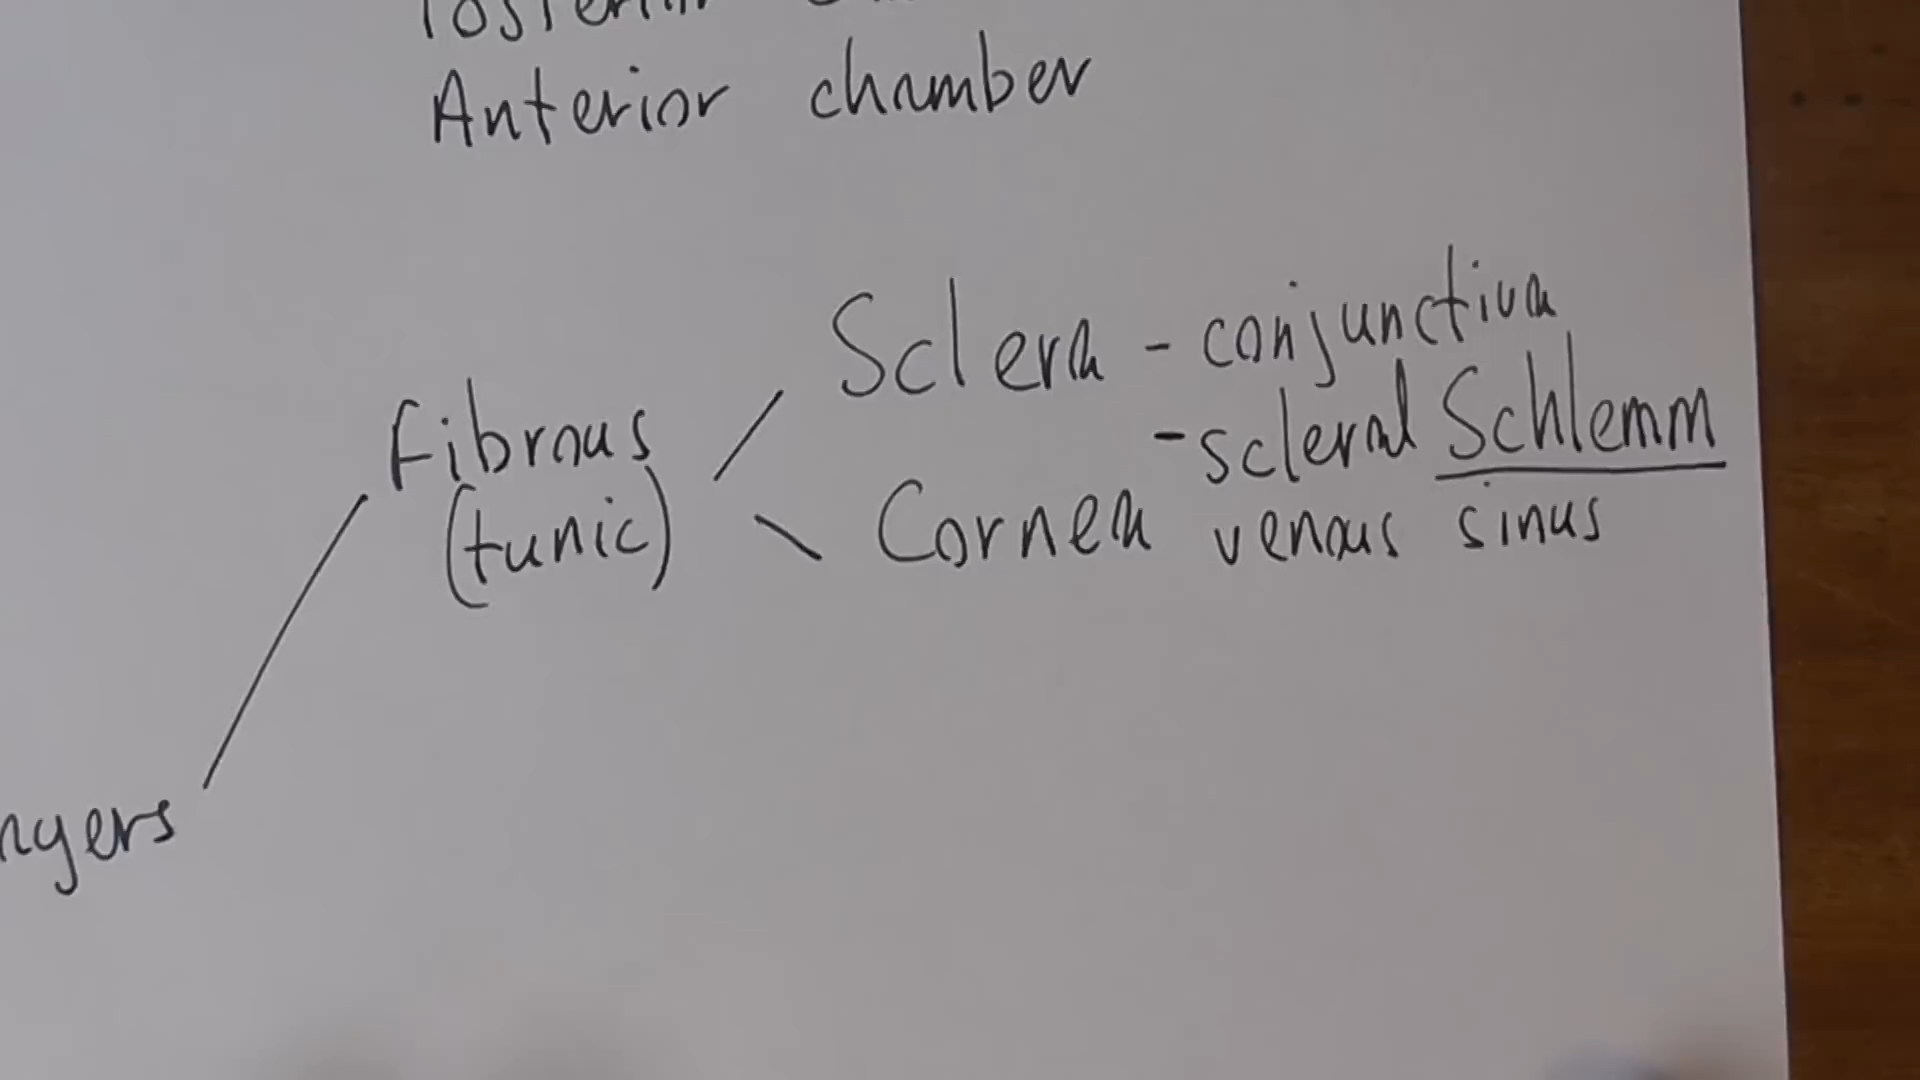 Anterior chamber
Sclera - conjunctiva
Fibrous
- scleral Schlemm
(tunic)
Cornea venous sinus